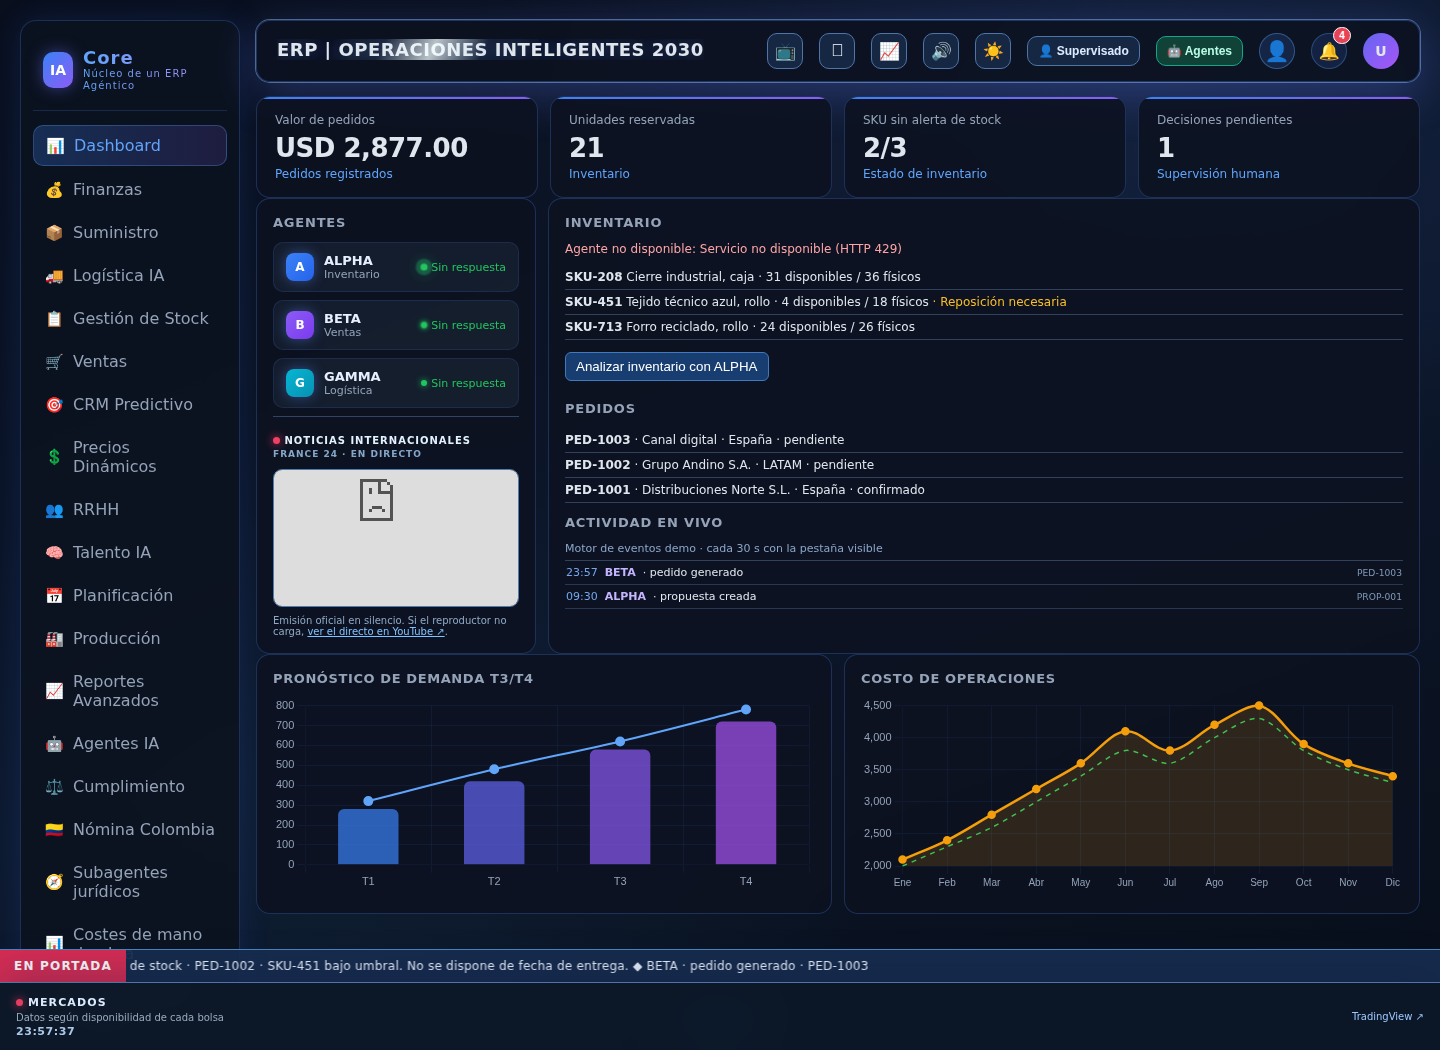 IA
Core
Núcleo de un ERP
Agéntico
Dashboard
Finanzas
Suministro
Logística IA
Gestión de Stock
Ventas
CRM Predictivo
Precios
Dinámicos
RRHH
Talento IA
Planificación
Producción
Reportes
Avanzados
Agentes IA
Cumplimiento
Nómina Colombia
Subagentes
jurídicos
Costes de mano
ERP | OPERACIONES INTELIGENTES 2030
Supervisado
Agentes
4
U
Valor de pedidos
USD 2,877.00
Pedidos registrados
Unidades reservadas
21
Inventario
SKU sin alerta de stock
2/3
Estado de inventario
Decisiones pendientes
1
Supervisión humana
AGENTES
A
ALPHA
Inventario
Sin respuesta
B
BETA
Ventas
Sin respuesta
G
GAMMA
Logística
Sin respuesta
NOTICIAS INTERNACIONALES
FRANCE 24 · EN DIRECTO
Emisión oficial en silencio. Si el reproductor no
carga, ver el directo en YouTube ↗.
INVENTARIO
Agente no disponible: Servicio no disponible (HTTP 429)
SKU-208 Cierre industrial, caja · 31 disponibles / 36 físicos
SKU-451 Tejido técnico azul, rollo · 4 disponibles / 18 físicos · Reposición necesaria
SKU-713 Forro reciclado, rollo · 24 disponibles / 26 físicos
Analizar inventario con ALPHA
PEDIDOS
PED-1003 · Canal digital · España · pendiente
PED-1002 · Grupo Andino S.A. · LATAM · pendiente
PED-1001 · Distribuciones Norte S.L. · España · confirmado
ACTIVIDAD EN VIVO
Motor de eventos demo · cada 30 s con la pestaña visible
23:57 BETA · pedido generado PED-1003
09:30 ALPHA · propuesta creada PROP-001
PRONÓSTICO DE DEMANDA T3/T4
800
700
600
500
400
300
200
100
0
T1 T2 T3 T4
COSTO DE OPERACIONES
4,500
4,000
3,500
3,000
2,500
2,000
Ene Feb Mar Abr May Jun Jul Ago Sep Oct Nov Dic
EN PORTADA
de stock · PED-1002 · SKU-451 bajo umbral. No se dispone de fecha de entrega. ◆ BETA · pedido generado · PED-1003
MERCADOS
Datos según disponibilidad de cada bolsa
23:57:37
TradingView ↗